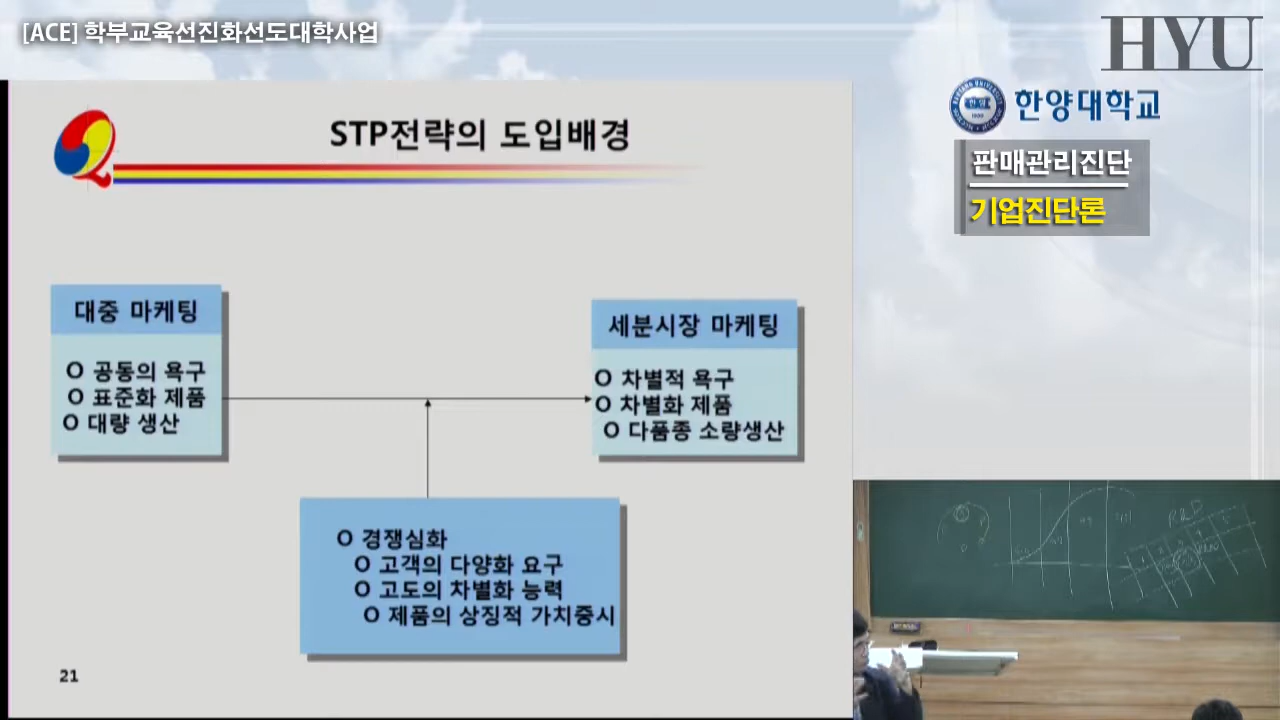 [ACE] 학부교육선진화선도대학사업
HYU
한양대학교
판매관리진단
기업진단론
STP전략의 도입배경
대중 마케팅
O 공동의 욕구
O 표준화 제품
O 대량 생산
세분시장 마케팅
O 차별적 욕구
O 차별화 제품
O 다품종 소량생산
O 경쟁심화
O 고객의 다양화 요구
O 고도의 차별화 능력
O 제품의 상징적 가치중시
21
R&D